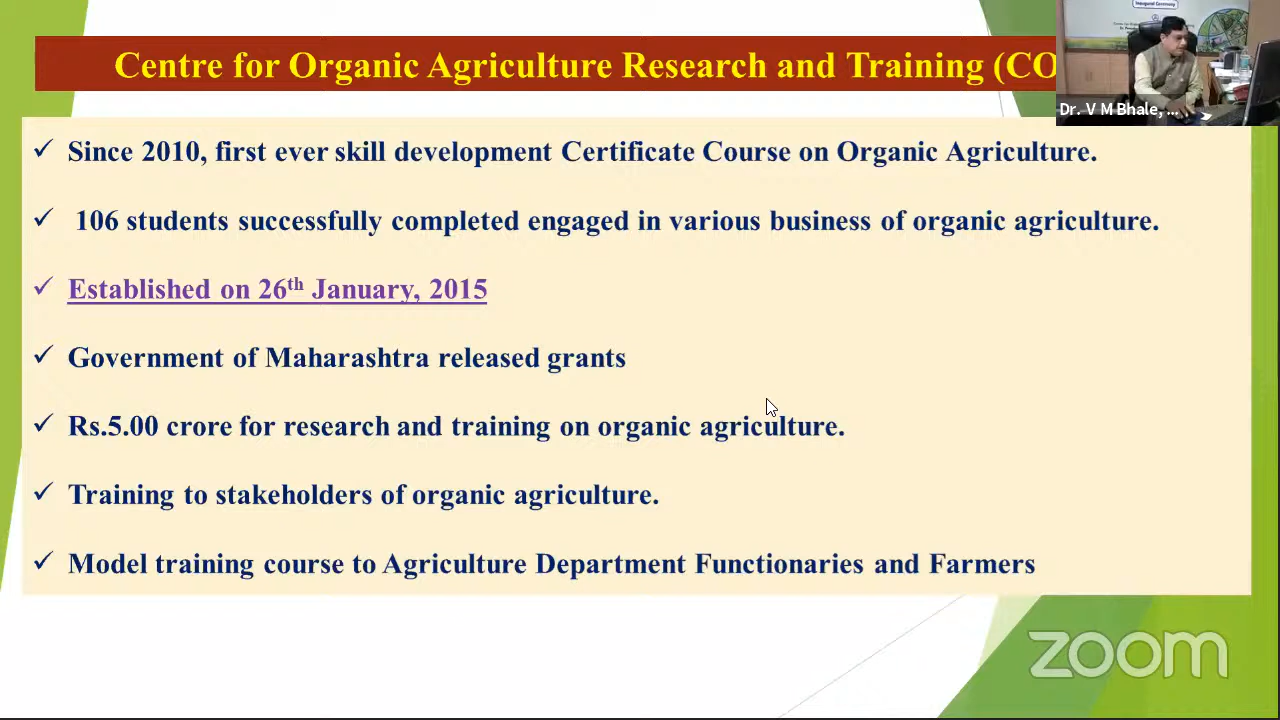 Centre for Organic Agriculture Research and Training (CO
Inaugural Ceremony
Dr. V M Bhale, ...
✓ Since 2010, first ever skill development Certificate Course on Organic Agriculture.
✓ 106 students successfully completed engaged in various business of organic agriculture.
✓ Established on 26th January, 2015
✓ Government of Maharashtra released grants
✓ Rs.5.00 crore for research and training on organic agriculture.
✓ Training to stakeholders of organic agriculture.
✓ Model training course to Agriculture Department Functionaries and Farmers
zoom